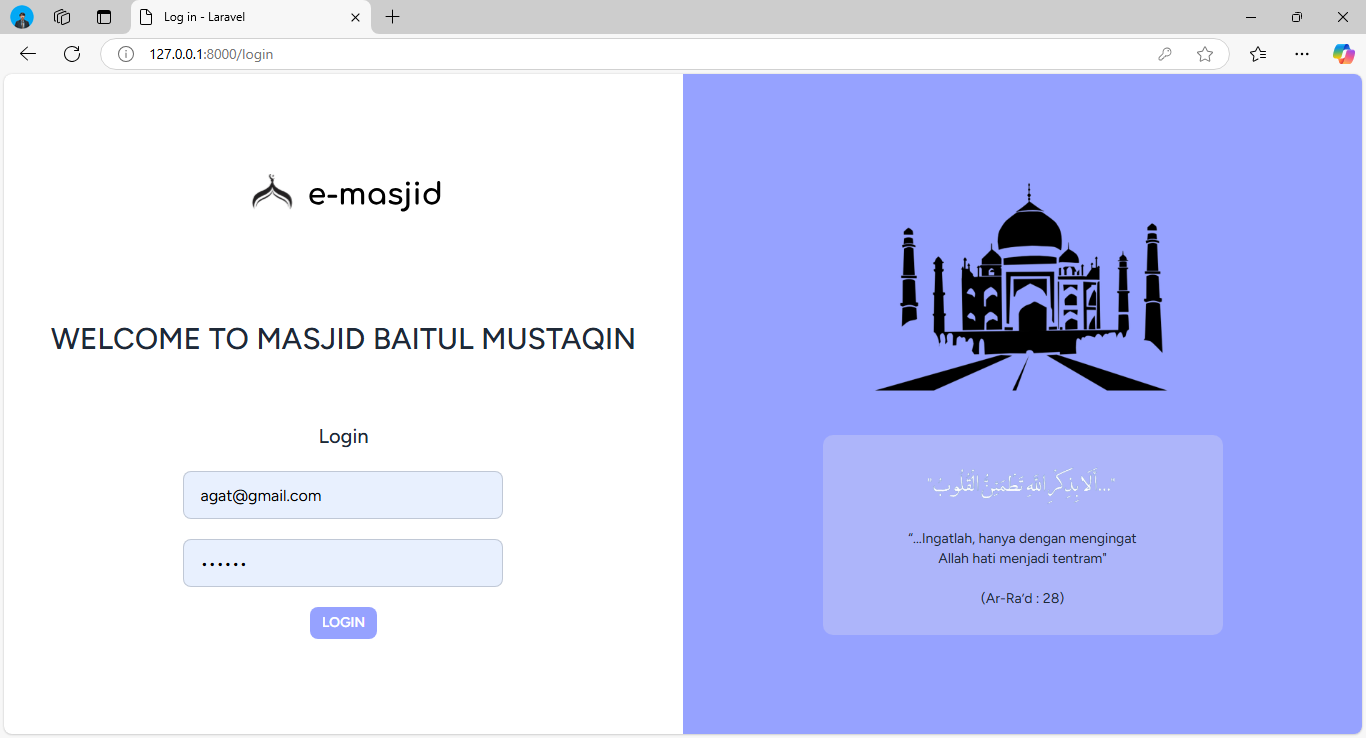 Log in - Laravel
127.0.0.1:8000/login
e-masjid
WELCOME TO MASJID BAITUL MUSTAQIN
Login
agat@gmail.com
••••••
LOGIN
"...أَلَا بِذِكْرِ اللَّهِ تَطْمَئِنُّ الْقُلُوبُ"
“...Ingatlah, hanya dengan mengingat
Allah hati menjadi tentram"
(Ar-Ra’d : 28)